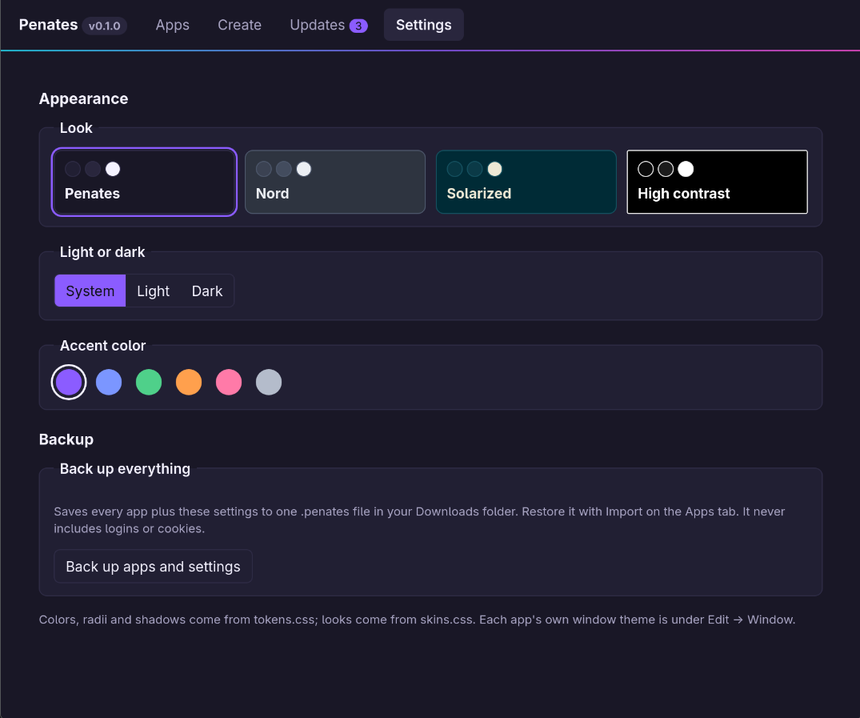 Penates v0.1.0 Apps Create Updates 3 Settings
Appearance
Look
Penates Nord Solarized High contrast
Light or dark
System Light Dark
Accent color
Backup
Back up everything
Saves every app plus these settings to one .penates file in your Downloads folder. Restore it with Import on the Apps tab. It never
includes logins or cookies.
Back up apps and settings
Colors, radii and shadows come from tokens.css; looks come from skins.css. Each app's own window theme is under Edit → Window.